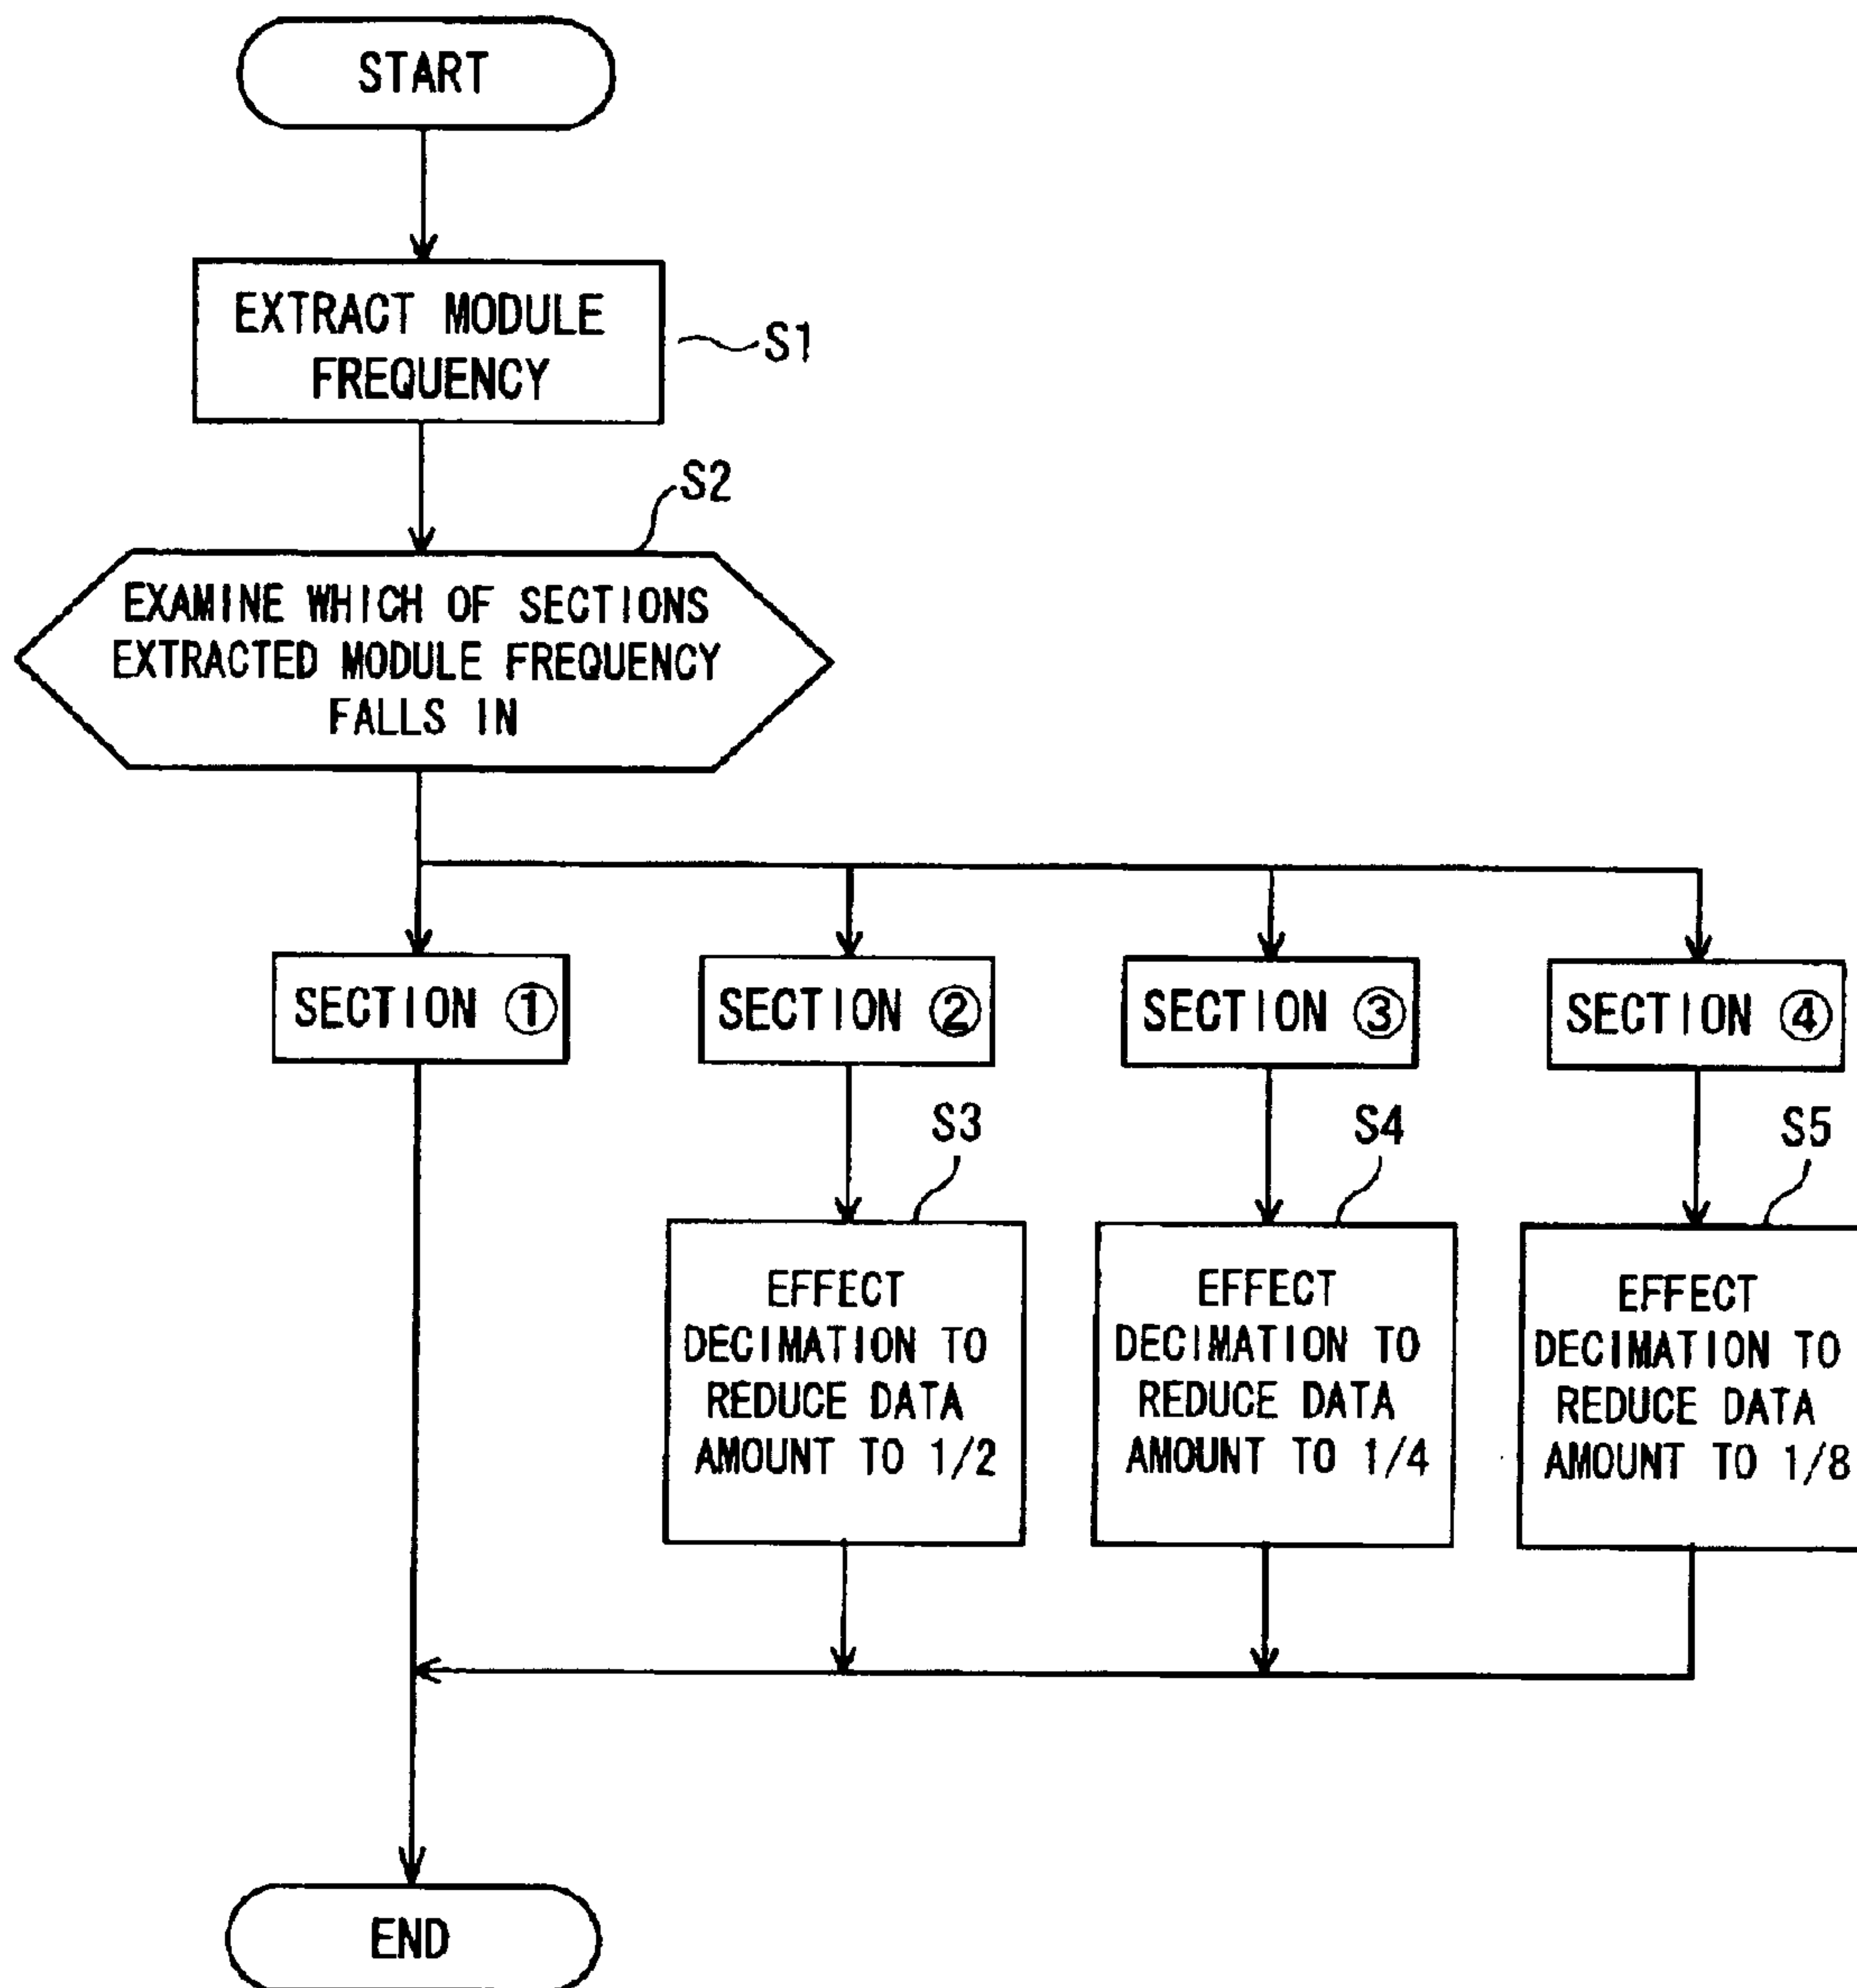 START
EXTRACT MODULE
FREQUENCY
S1
S2
EXAMINE WHICH OF SECTIONS
EXTRACTED MODULE FREQUENCY
FALLS IN
SECTION ①
SECTION ②
SECTION ③
SECTION ④
S3
S4
S5
EFFECT
DECIMATION TO
REDUCE DATA
AMOUNT TO 1/2
EFFECT
DECIMATION TO
REDUCE DATA
AMOUNT TO 1/4
EFFECT
DECIMATION TO
REDUCE DATA
AMOUNT TO 1/8
END